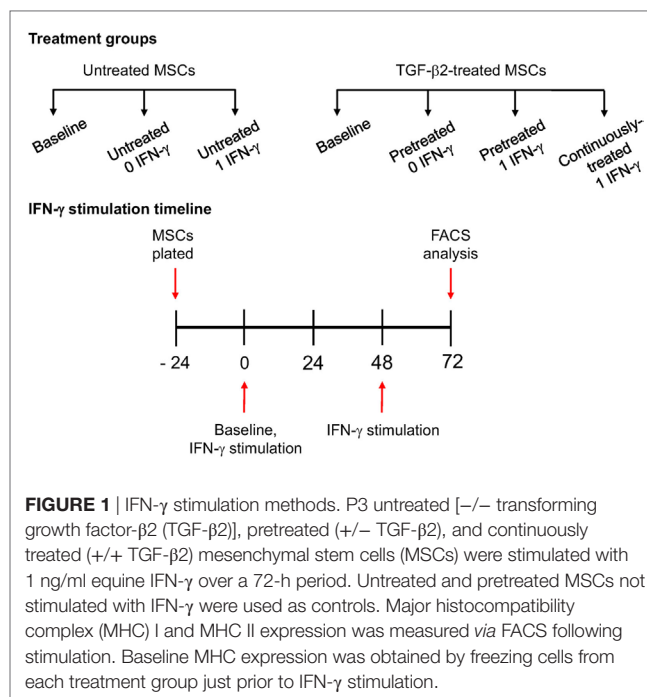 Treatment groups
Untreated MSCs
TGF-β2-treated MSCs
Baseline
Untreated
0 IFN-γ
Untreated
1 IFN-γ
Baseline
Pretreated
0 IFN-γ
Pretreated
1 IFN-γ
Continuously-
treated
1 IFN-γ
IFN-γ stimulation timeline
MSCs
plated
FACS
analysis
- 24
0
24
48
72
Baseline,
IFN-γ stimulation
IFN-γ stimulation
FIGURE 1 | IFN-γ stimulation methods. P3 untreated [−/− transforming
growth factor-β2 (TGF-β2)], pretreated (+/− TGF-β2), and continuously
treated (+/+ TGF-β2) mesenchymal stem cells (MSCs) were stimulated with
1 ng/ml equine IFN-γ over a 72-h period. Untreated and pretreated MSCs not
stimulated with IFN-γ were used as controls. Major histocompatibility
complex (MHC) I and MHC II expression was measured via FACS following
stimulation. Baseline MHC expression was obtained by freezing cells from
each treatment group just prior to IFN-γ stimulation.